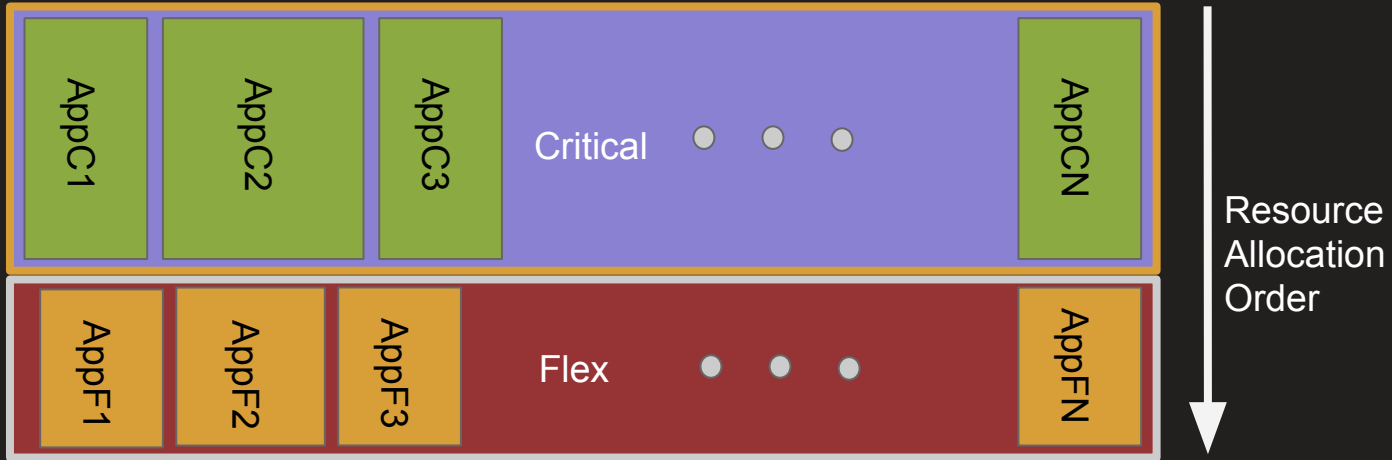 AppC1
AppC2
AppC3
Critical
AppCN
AppF1
AppF2
AppF3
Flex
AppFN
Resource
Allocation
Order